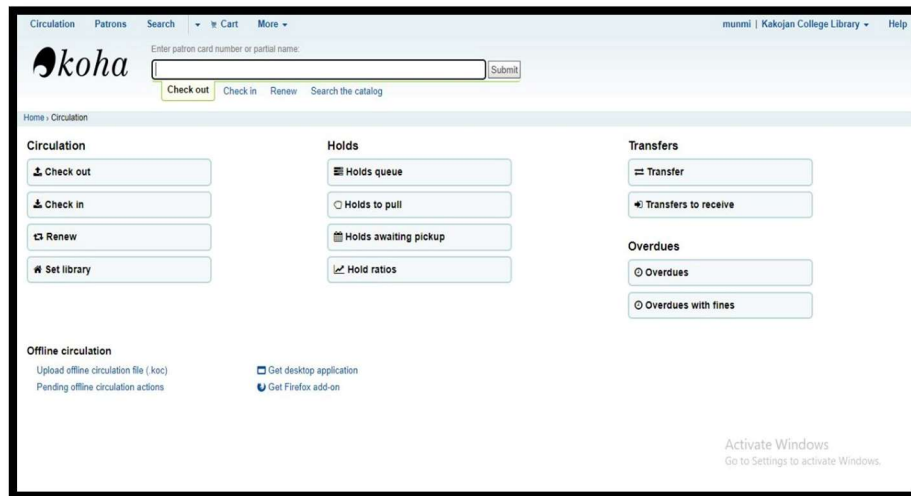 Circulation Patrons Search Cart More munmi | Kakojan College Library Help
koha
Enter patron card number or partial name:
Submit
Check out Check in Renew Search the catalog
Home › Circulation
Circulation
Check out
Check in
Renew
Set library
Holds
Holds queue
Holds to pull
Holds awaiting pickup
Hold ratios
Transfers
Transfer
Transfers to receive
Overdues
Overdues
Overdues with fines
Offline circulation
Upload offline circulation file (.koc)
Pending offline circulation actions
Get desktop application
Get Firefox add-on
Activate Windows
Go to Settings to activate Windows.